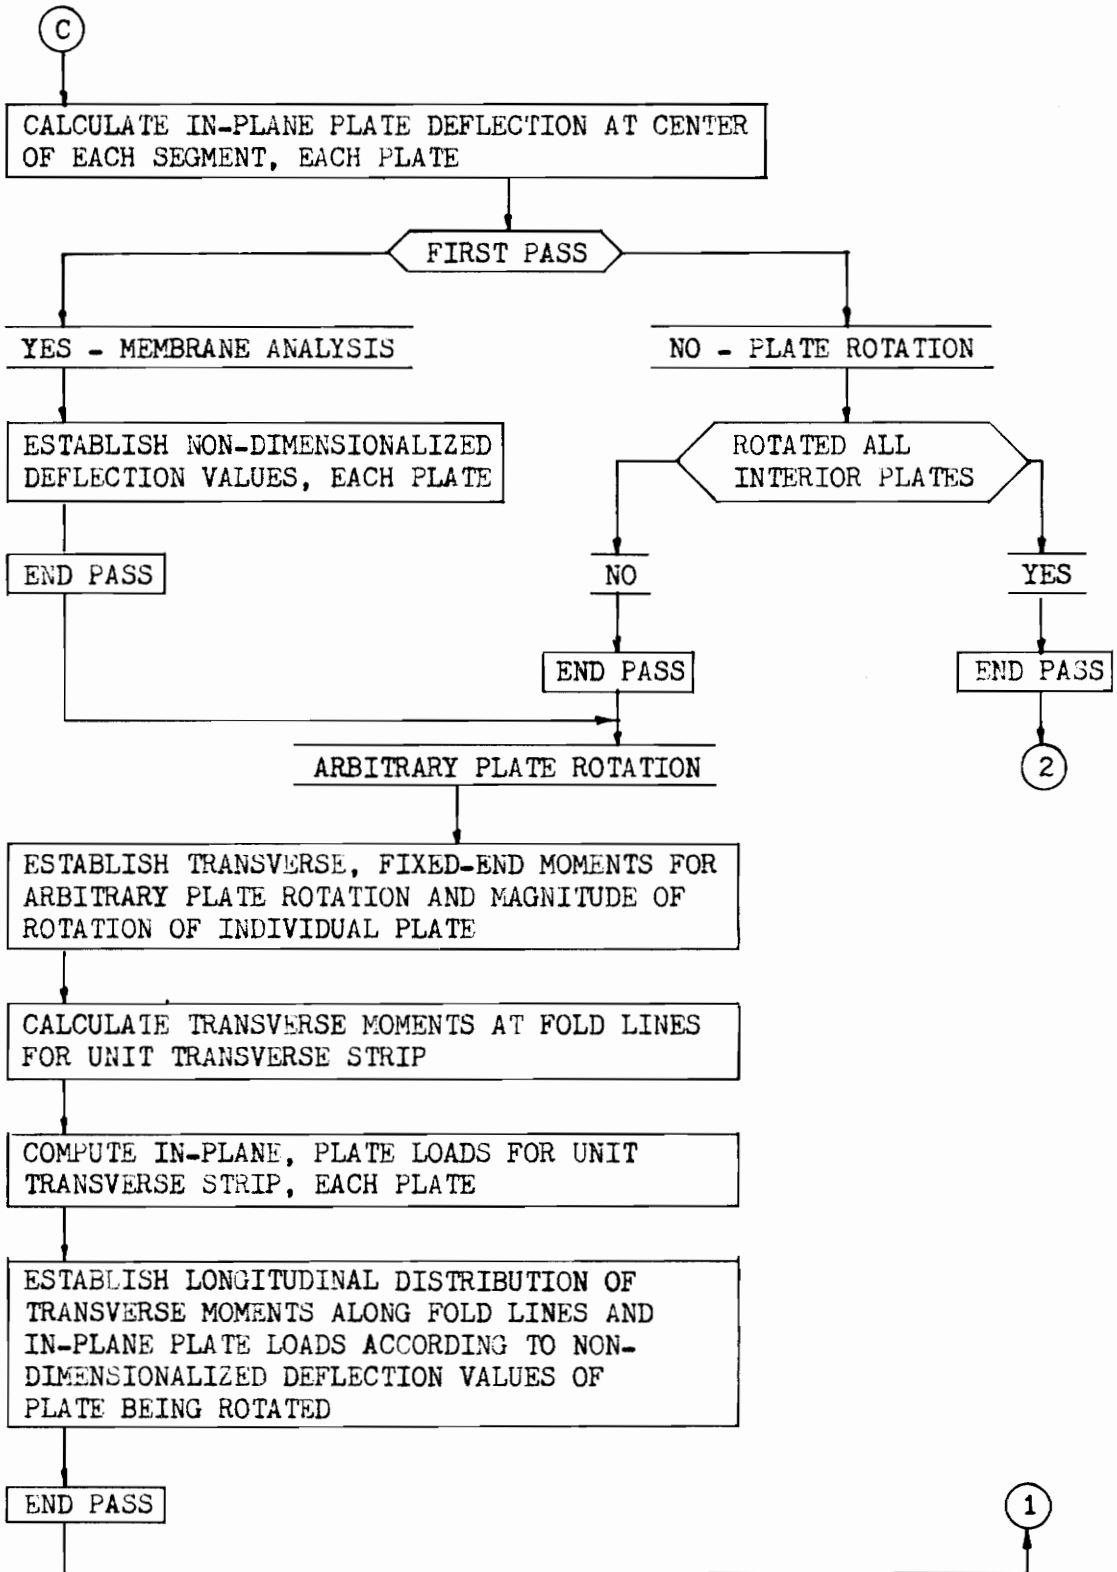 C
CALCULATE IN-PLANE PLATE DEFLECTION AT CENTER
OF EACH SEGMENT, EACH PLATE
FIRST PASS
YES - MEMBRANE ANALYSIS
NO - PLATE ROTATION
ESTABLISH NON-DIMENSIONALIZED
DEFLECTION VALUES, EACH PLATE
ROTATED ALL
INTERIOR PLATES
END PASS
NO
YES
END PASS
END PASS
ARBITRARY PLATE ROTATION
2
ESTABLISH TRANSVERSE, FIXED-END MOMENTS FOR
ARBITRARY PLATE ROTATION AND MAGNITUDE OF
ROTATION OF INDIVIDUAL PLATE
CALCULATE TRANSVERSE MOMENTS AT FOLD LINES
FOR UNIT TRANSVERSE STRIP
COMPUTE IN-PLANE, PLATE LOADS FOR UNIT
TRANSVERSE STRIP, EACH PLATE
ESTABLISH LONGITUDINAL DISTRIBUTION OF
TRANSVERSE MOMENTS ALONG FOLD LINES AND
IN-PLANE PLATE LOADS ACCORDING TO NON-
DIMENSIONALIZED DEFLECTION VALUES OF
PLATE BEING ROTATED
END PASS
1